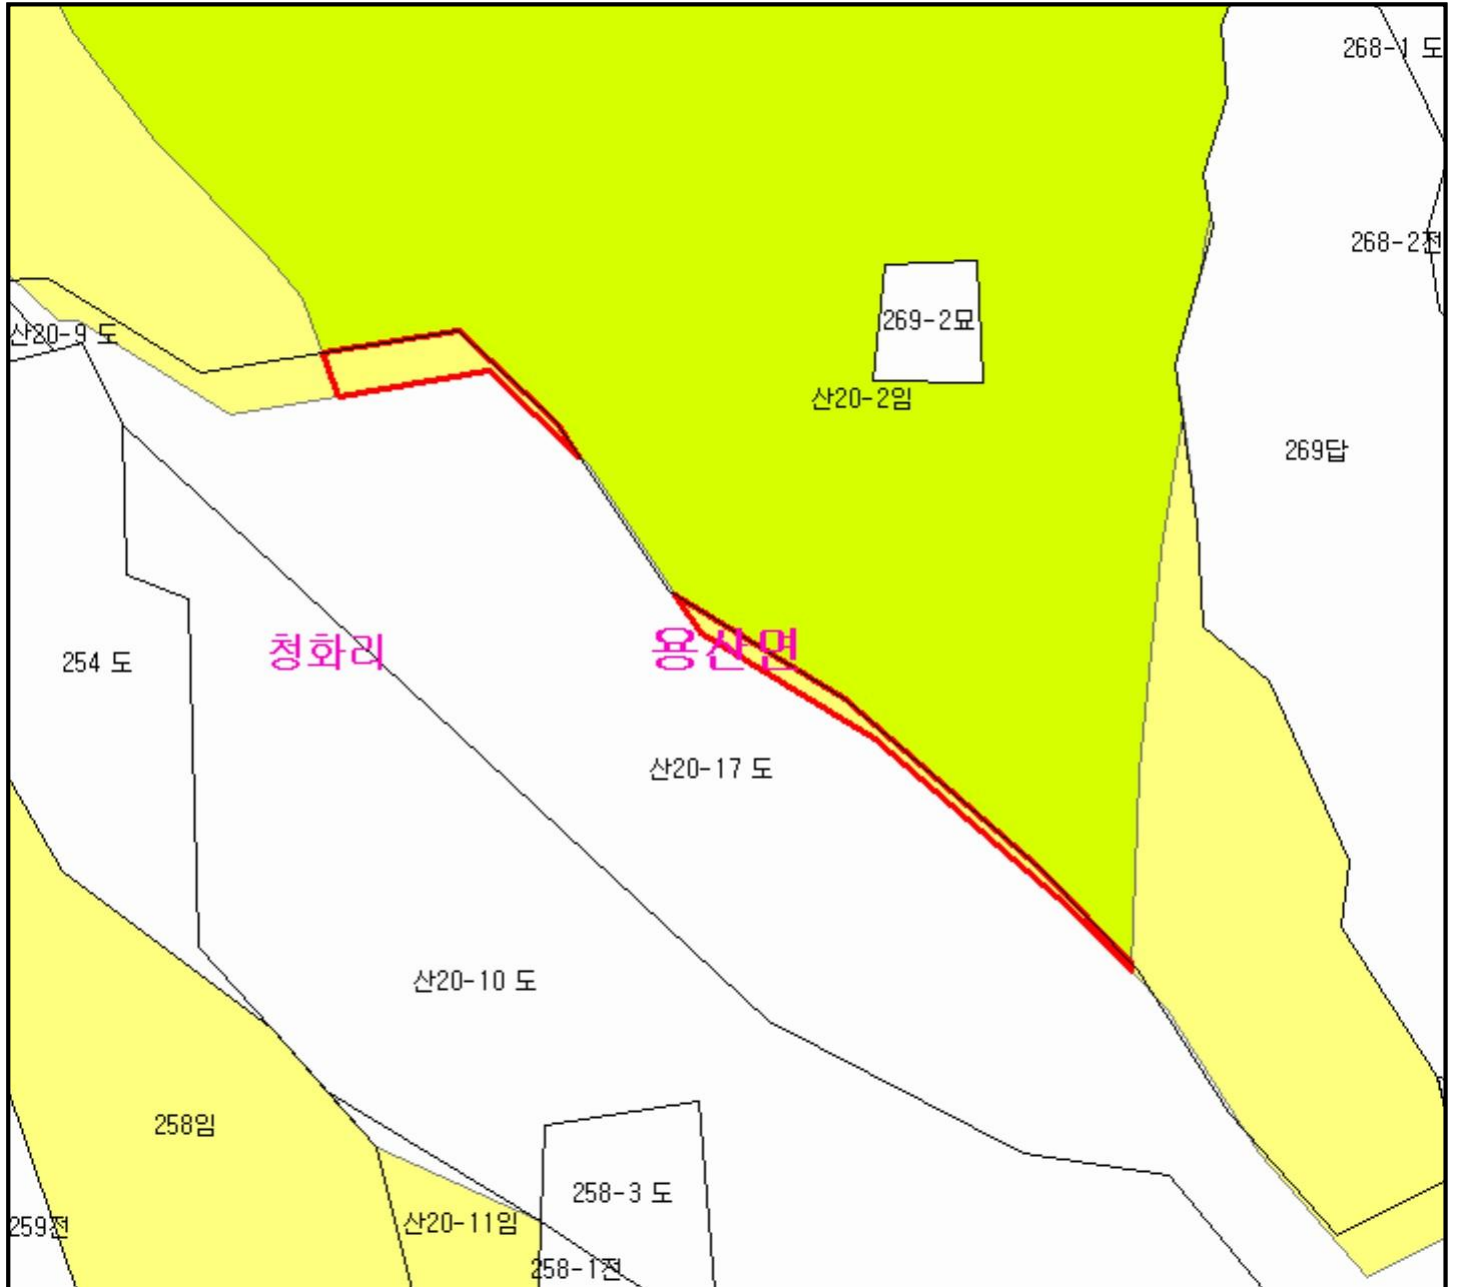 268-1 도
268-2전
산20-9 도
269-2묘
산20-2임
269답
청화리
용산면
254 도
산20-17 도
산20-10 도
258임
258-3 도
산20-11임
259전
258-1전